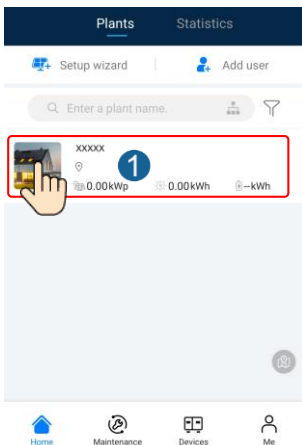 Plants Statistics
Setup wizard Add user
Enter a plant name.
xxxxx
1
0.00kWp 0.00kWh --kWh
Home Maintenance Devices Me